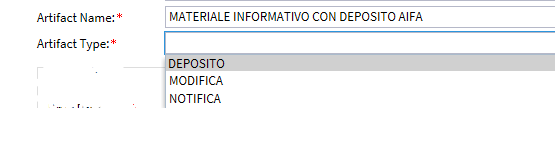 Artifact Name:* MATERIALE INFORMATIVO CON DEPOSITO AIFA
Artifact Type:*
DEPOSITO
MODIFICA
NOTIFICA